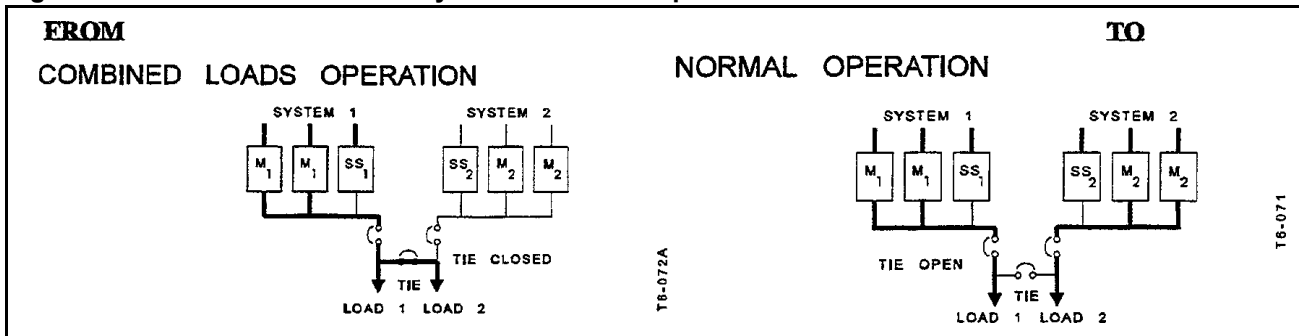 FROM
COMBINED LOADS OPERATION
SYSTEM 1
SYSTEM 2
M1
M1
SS1
SS2
M2
M2
TIE CLOSED
TIE
LOAD 1 LOAD 2
T6-072A
TO
NORMAL OPERATION
SYSTEM 1
SYSTEM 2
M1
M1
SS1
SS2
M2
M2
TIE OPEN
TIE
LOAD 1 LOAD 2
T6-071